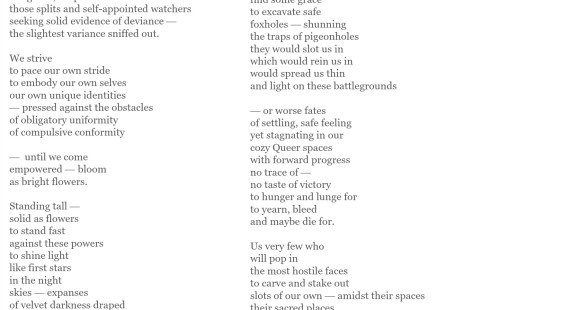 those splits and self-appointed watchers
seeking solid evidence of deviance —
the slightest variance sniffed out.

We strive
to pace our own stride
to embody our own selves
our own unique identities
— pressed against the obstacles
of obligatory uniformity
of compulsive conformity

— until we come
empowered — bloom
as bright flowers.

Standing tall —
solid as flowers
to stand fast
against these powers
to shine light
like first stars
in the night
skies — expanses
of velvet darkness draped

find some grace
to excavate safe
foxholes — shunning
the traps of pigeonholes
they would slot us in
which would rein us in
would spread us thin
and light on these battlegrounds

— or worse fates
of settling, safe feeling
yet stagnating in our
cozy Queer spaces
with forward progress
no trace of —
no taste of victory
to hunger and lunge for
to yearn, bleed
and maybe die for.

Us very few who
will pop in
the most hostile faces
to carve and stake out
slots of our own — amidst their spaces
their sacred places